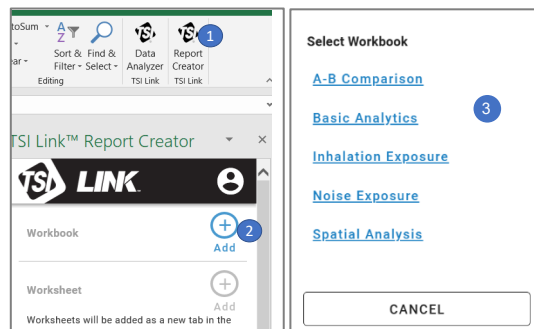 toSum
Sort & Find & Data Report
ear Filter Select Analyzer Creator
Editing TSI Link TSI Link
1
TSI Link™ Report Creator
TSI LINK
Workbook
Add
2
Worksheet
Add
Worksheets will be added as a new tab in the
Select Workbook
A-B Comparison
Basic Analytics
3
Inhalation Exposure
Noise Exposure
Spatial Analysis
CANCEL